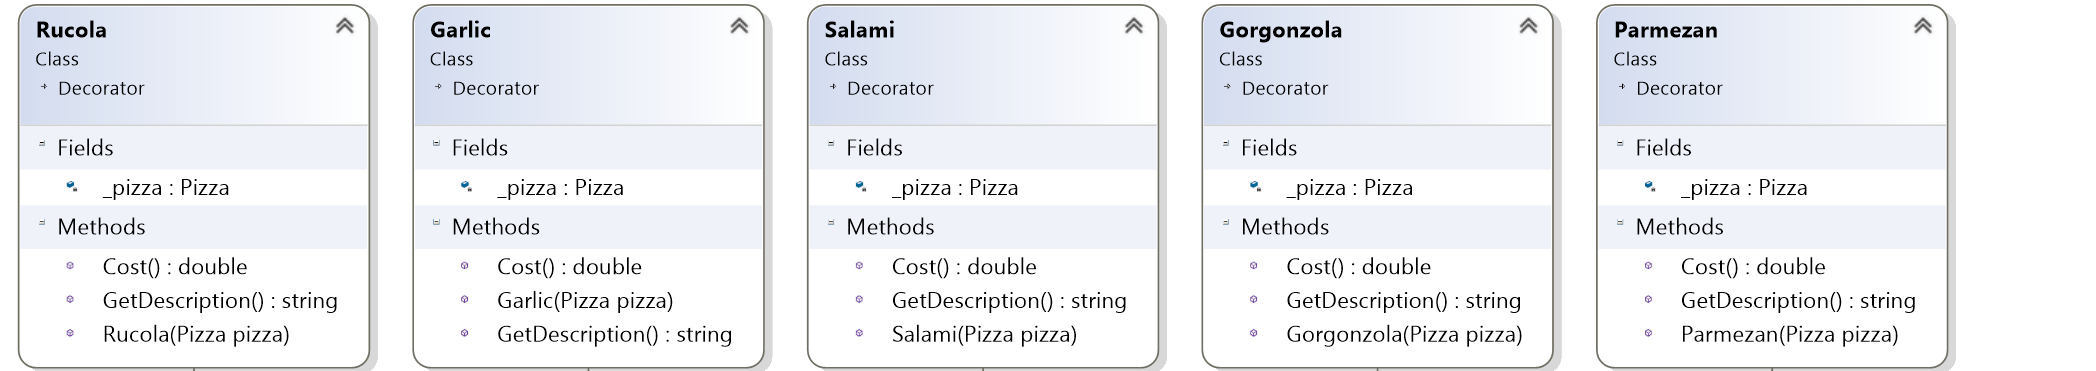 Rucola
Class
Decorator
Fields
_pizza : Pizza
Methods
Cost() : double
GetDescription() : string
Rucola(Pizza pizza)
Garlic
Class
Decorator
Fields
_pizza : Pizza
Methods
Cost() : double
Garlic(Pizza pizza)
GetDescription() : string
Salami
Class
Decorator
Fields
_pizza : Pizza
Methods
Cost() : double
GetDescription() : string
Salami(Pizza pizza)
Gorgonzola
Class
Decorator
Fields
_pizza : Pizza
Methods
Cost() : double
GetDescription() : string
Gorgonzola(Pizza pizza)
Parmezan
Class
Decorator
Fields
_pizza : Pizza
Methods
Cost() : double
GetDescription() : string
Parmezan(Pizza pizza)